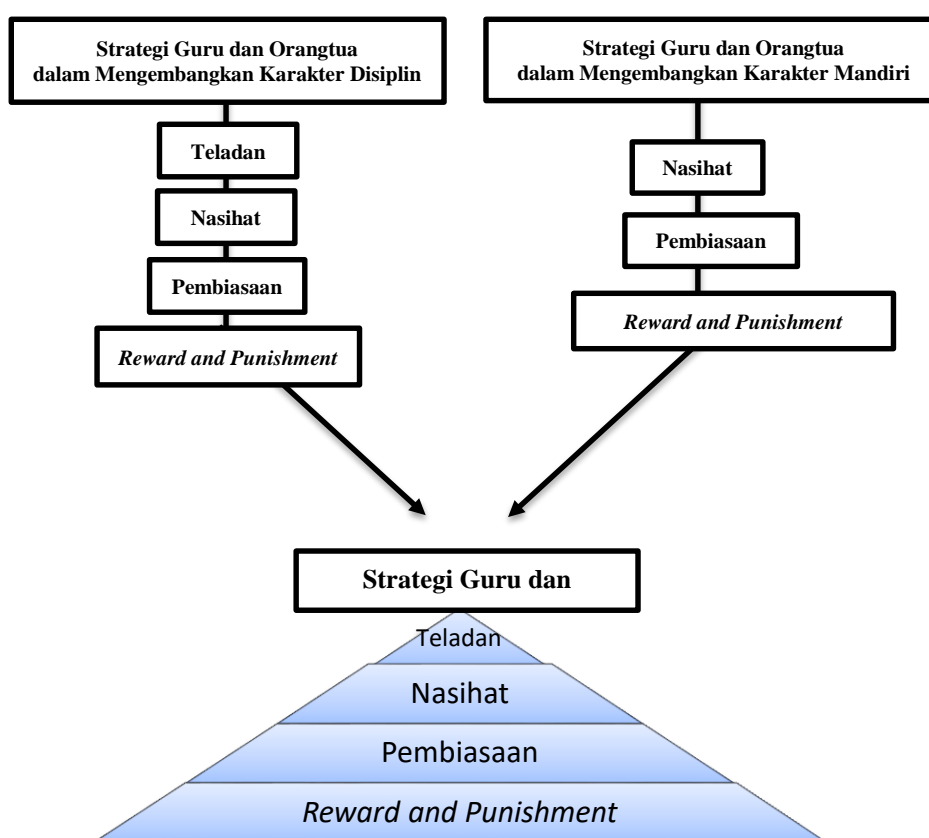 Strategi Guru dan Orangtua
dalam Mengembangkan Karakter Disiplin
Teladan
Nasihat
Pembiasaan
Reward and Punishment
Strategi Guru dan Orangtua
dalam Mengembangkan Karakter Mandiri
Nasihat
Pembiasaan
Reward and Punishment
Strategi Guru dan
Teladan
Nasihat
Pembiasaan
Reward and Punishment